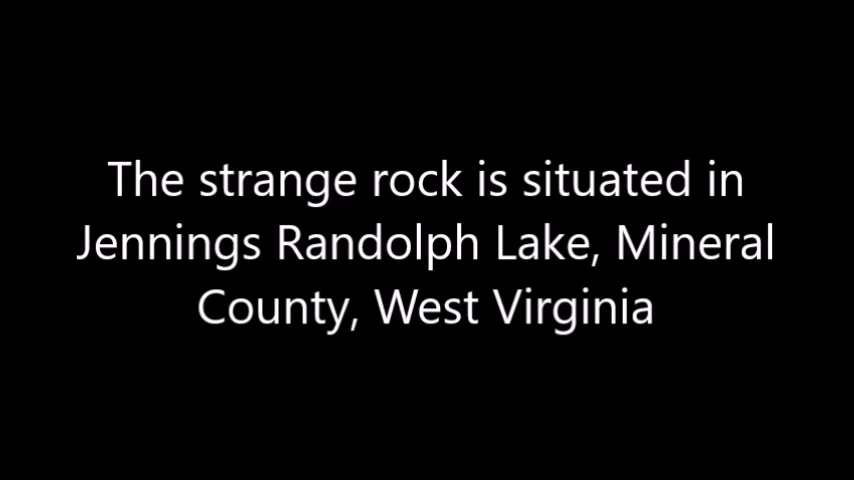 The strange rock is situated in
Jennings Randolph Lake, Mineral
County, West Virginia